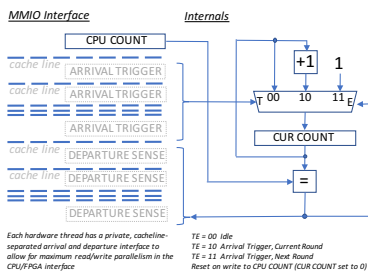 MMIO Interface
Internals
CPU COUNT
cache line
ARRIVAL TRIGGER
cache line
ARRIVAL TRIGGER
cache line
ARRIVAL TRIGGER
cache line
DEPARTURE SENSE
cache line
DEPARTURE SENSE
DEPARTURE SENSE
+1
1
T 00 10 11 E
CUR COUNT
=
Each hardware thread has a private, cacheline-
separated arrival and departure interface to
allow for maximum read/write parallelism in the
CPU/FPGA interface
TE = 00 Idle
TE = 10 Arrival Trigger, Current Round
TE = 11 Arrival Trigger, Next Round
Reset on write to CPU COUNT (CUR COUNT set to 0)